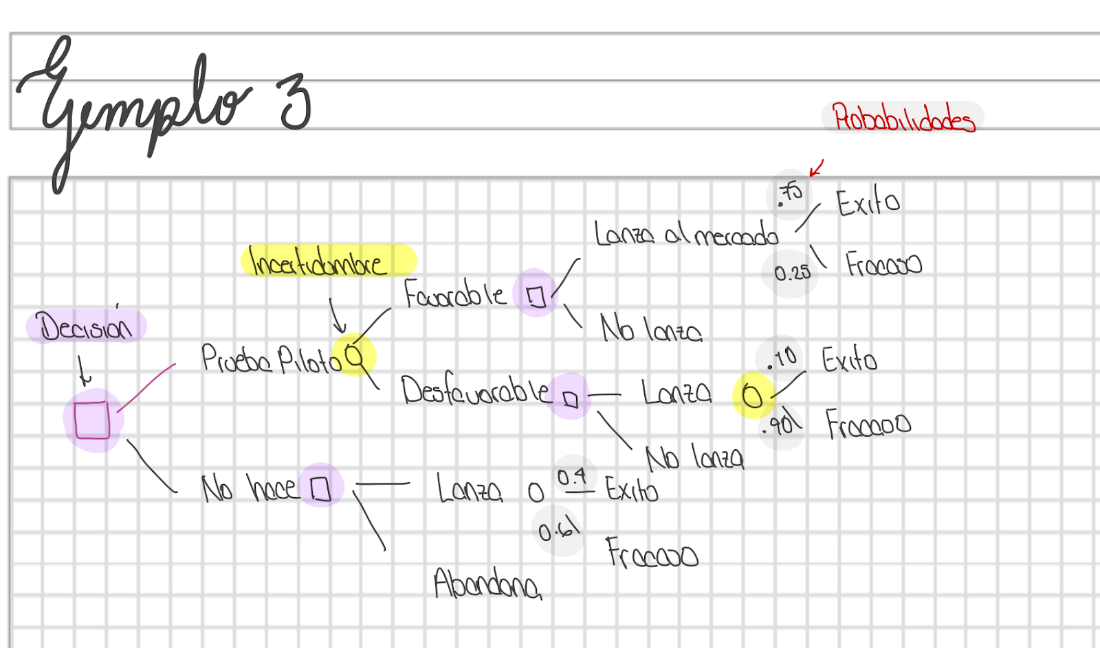 Ejemplo 3
Probabilidades
.75
Exito
Lanza al mercado
0.25
Fracaso
Incertidumbre
Favorable
No lanza
Decisión
Prueba Piloto
.10
Exito
Desfavorable
Lanza
.90
Fracaso
No lanza
No hace
Lanza
0.4
Exito
0.6
Fracaso
Abandona